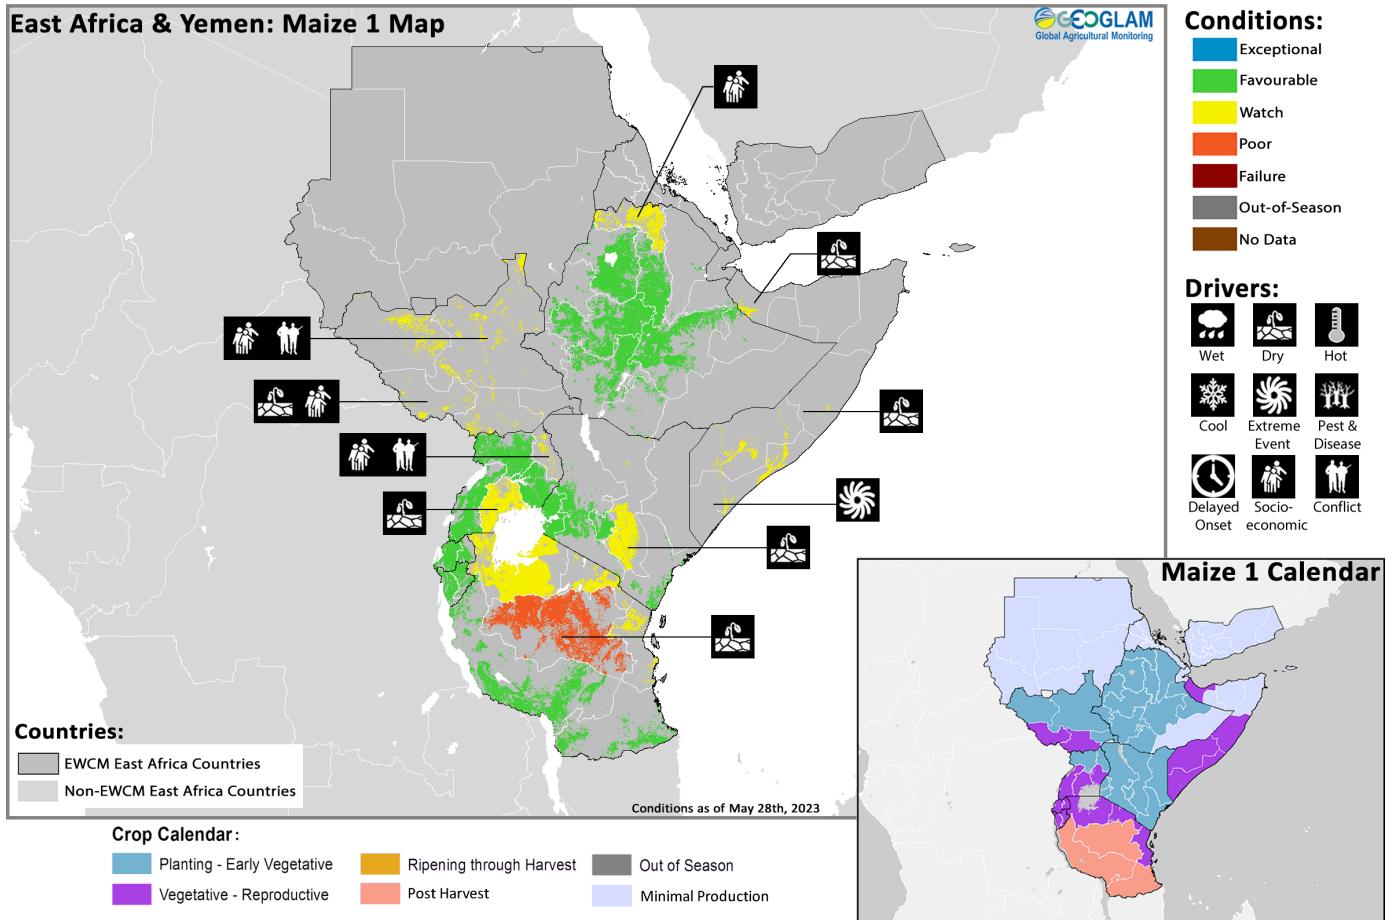 East Africa & Yemen: Maize 1 Map
GEOGLAM
Global Agricultural Monitoring
Conditions:
Exceptional
Favourable
Watch
Poor
Failure
Out-of-Season
No Data
Drivers:
Wet
Dry
Hot
Cool
Extreme
Event
Pest &
Disease
Delayed
Onset
Socio-
economic
Conflict
Maize 1 Calendar
Countries:
EWCM East Africa Countries
Non-EWCM East Africa Countries
Conditions as of May 28th, 2023
Crop Calendar:
Planting - Early Vegetative
Ripening through Harvest
Out of Season
Vegetative - Reproductive
Post Harvest
Minimal Production